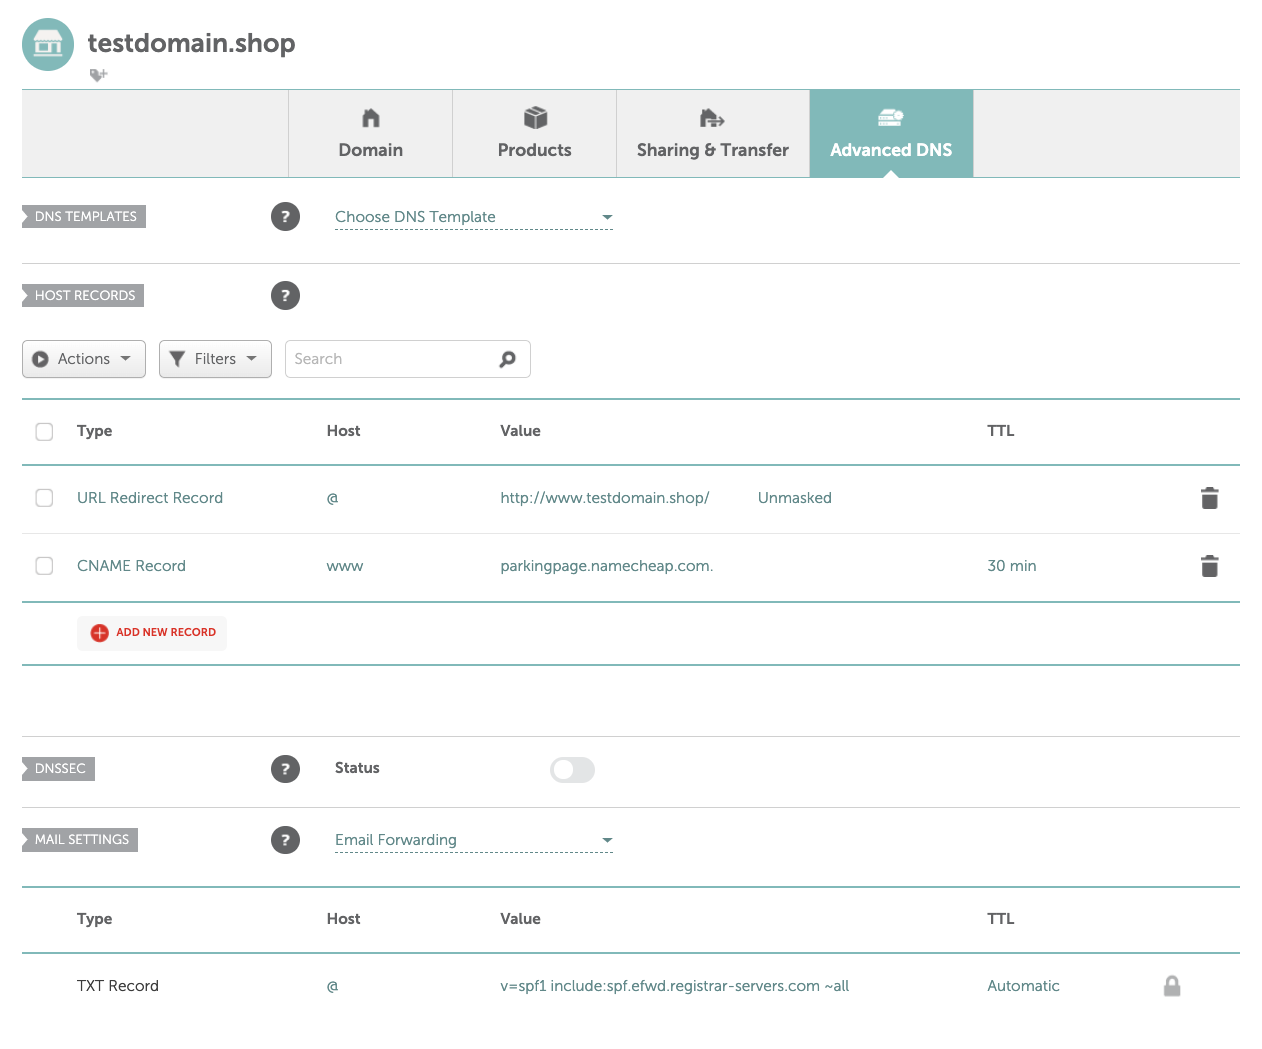 testdomain.shop
Domain
Products
Sharing & Transfer
Advanced DNS
DNS TEMPLATES
?
Choose DNS Template
HOST RECORDS
?
Actions
Filters
Search
Type Host Value TTL
URL Redirect Record @ http://www.testdomain.shop/ Unmasked
CNAME Record www parkingpage.namecheap.com. 30 min
ADD NEW RECORD
DNSSEC
?
Status
MAIL SETTINGS
?
Email Forwarding
Type Host Value TTL
TXT Record @ v=spf1 include:spf.efwd.registrar-servers.com ~all Automatic